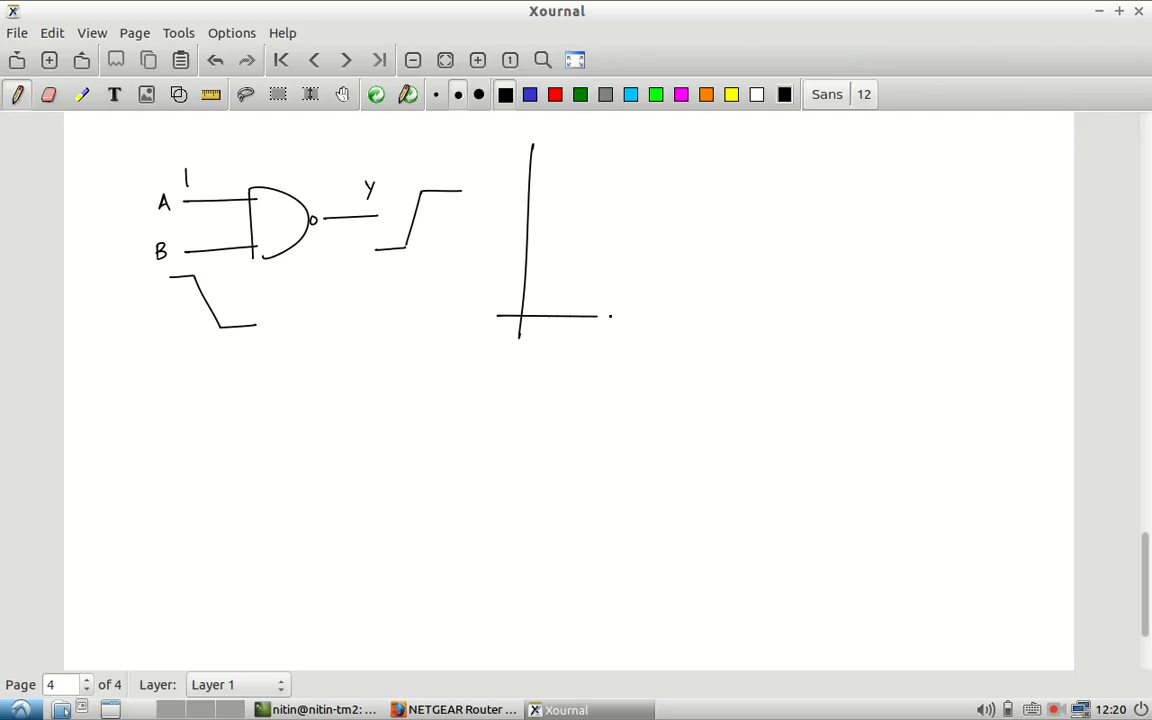 Xournal
File Edit View Page Tools Options Help
Sans 12
1
A
Y
B
Page 4 of 4 Layer: Layer 1
nitin@nitin-tm2: ... NETGEAR Router ... Xournal 12:20